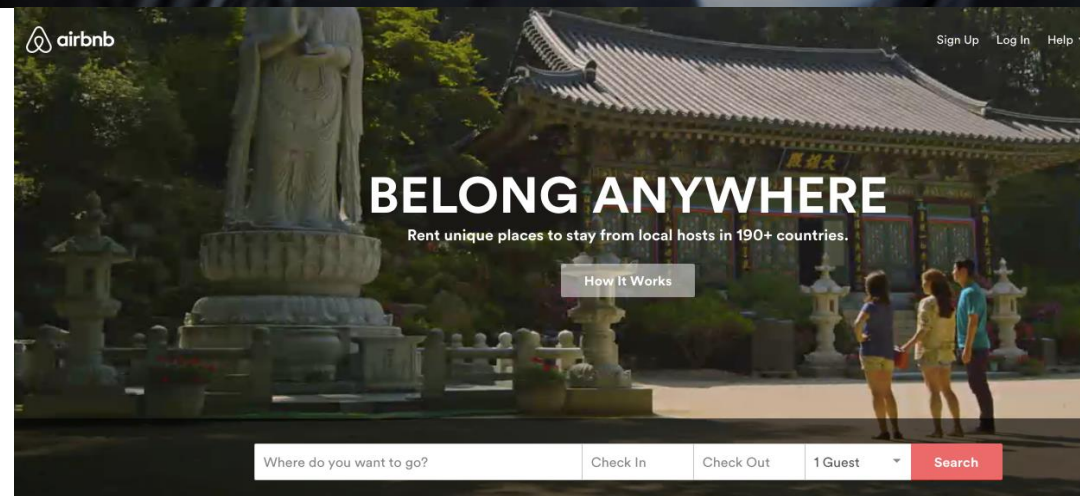 airbnb
Sign Up Log In Help
BELONG ANYWHERE
Rent unique places to stay from local hosts in 190+ countries.
How It Works
Where do you want to go? Check In Check Out 1 Guest Search